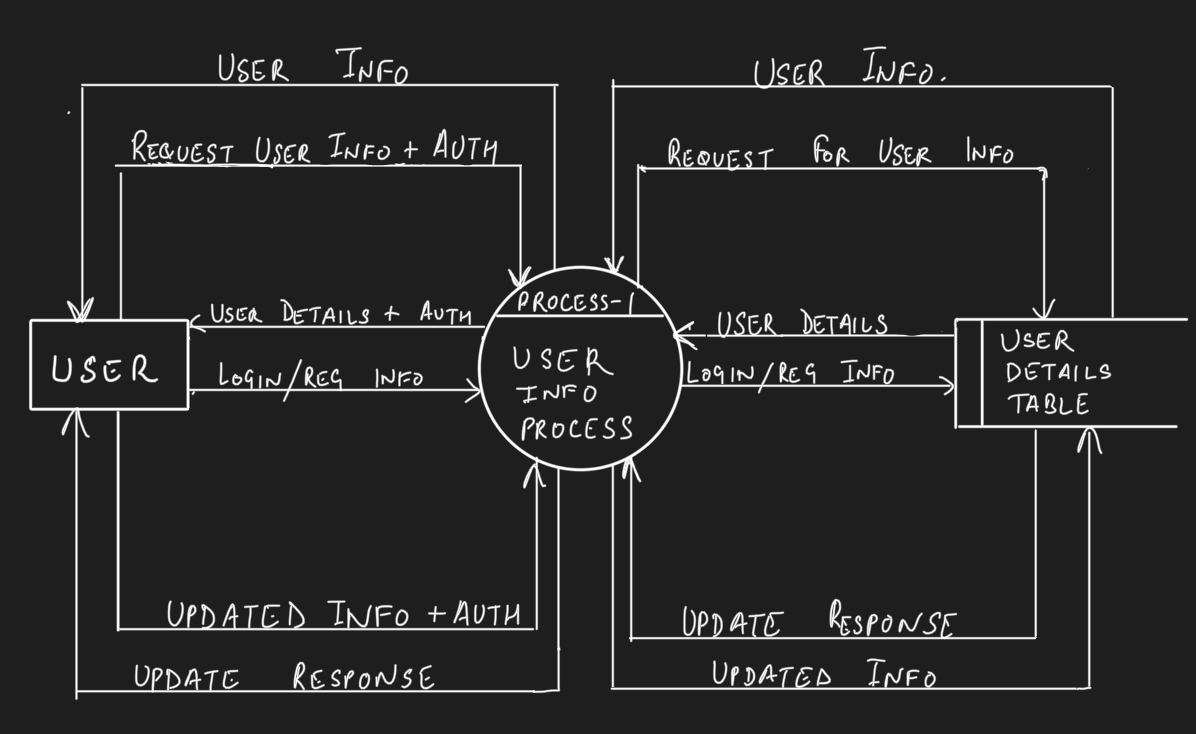 USER INFO
USER INFO.
REQUEST USER INFO + AUTH
REQUEST FOR USER INFO
PROCESS-1
USER DETAILS + AUTH
USER DETAILS
USER
USER
INFO
PROCESS
LOGIN/REG INFO
LOGIN/REG INFO
USER
DETAILS
TABLE
UPDATED INFO + AUTH
UPDATE RESPONSE
UPDATE RESPONSE
UPDATED INFO